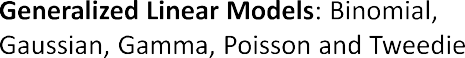 Generalized Linear Models: Binomial,
Gaussian, Gamma, Poisson and Tweedie